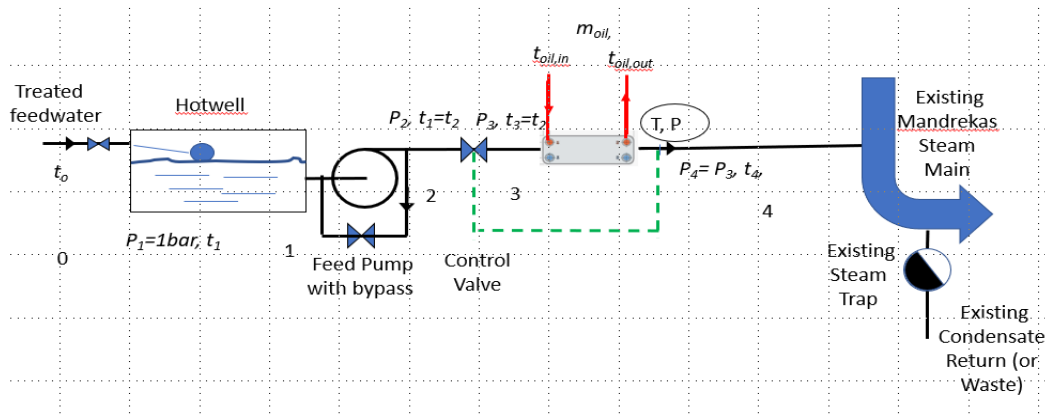 Treated
feedwater
t₀
Hotwell
P₁=1bar, t₁
0
1
Feed Pump
with bypass
2
P₂, t₁=t₂
P₃, t₃=t₂
Control
Valve
3
m_oil,
t_oil,in
t_oil,out
T, P
P₄= P₃, t₄,
4
Existing
Mandrekas
Steam
Main
Existing
Steam
Trap
Existing
Condensate
Return (or
Waste)